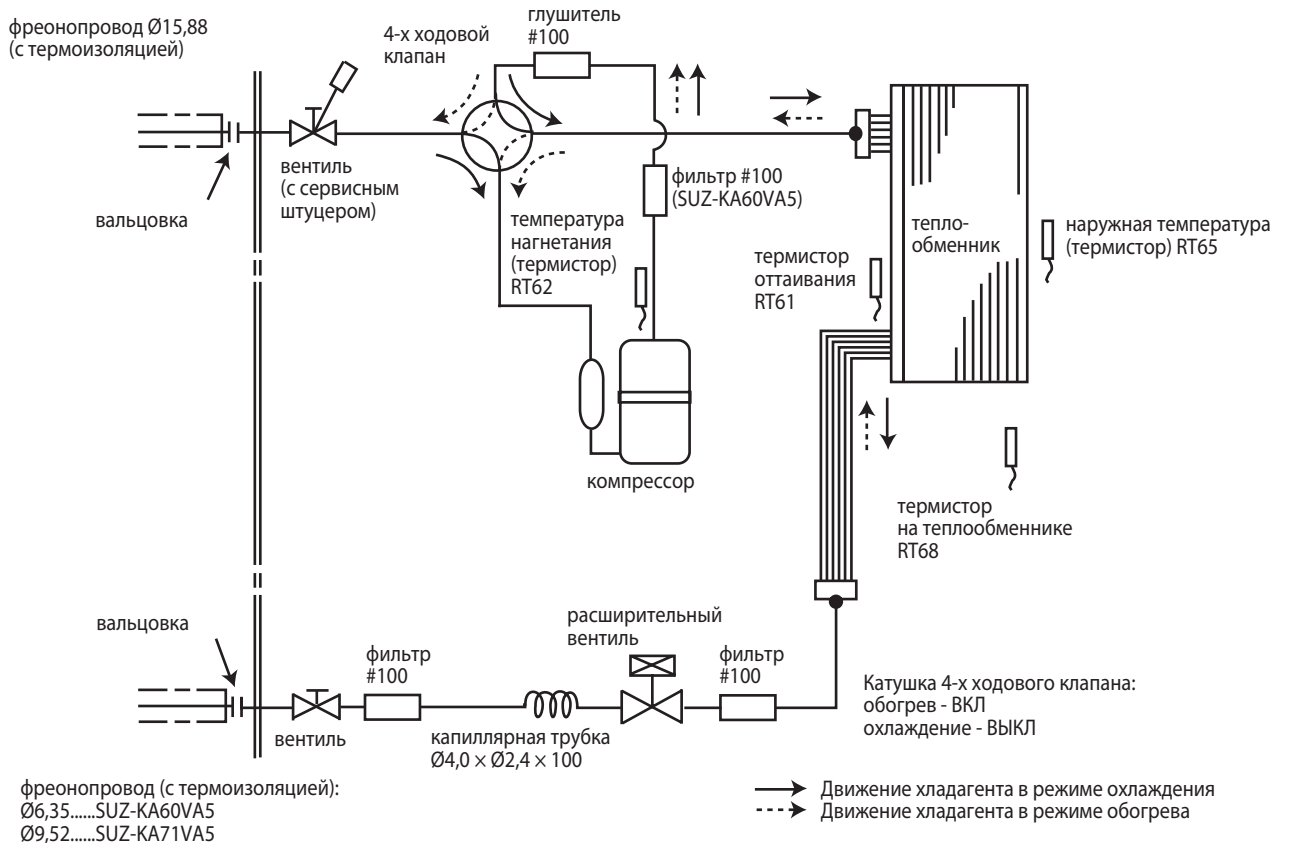 фреонопровод Ø15,88
(с термоизоляцией)
4-х ходовой
клапан
глушитель
#100
вальцовка
вентиль
(с сервисным
штуцером)
фильтр #100
(SUZ-KA60VA5)
температура
нагнетания
(термистор)
RT62
термистор
оттаивания
RT61
тепло-
обменник
наружная температура
(термистор) RT65
компрессор
термистор
на теплообменнике
RT68
вальцовка
вентиль
фильтр
#100
капиллярная трубка
Ø4,0 × Ø2,4 × 100
расширительный
вентиль
фильтр
#100
Катушка 4-х ходового клапана:
обогрев - ВКЛ
охлаждение - ВЫКЛ
фреонопровод (с термоизоляцией):
Ø6,35......SUZ-KA60VA5
Ø9,52......SUZ-KA71VA5
Движение хладагента в режиме охлаждения
Движение хладагента в режиме обогрева